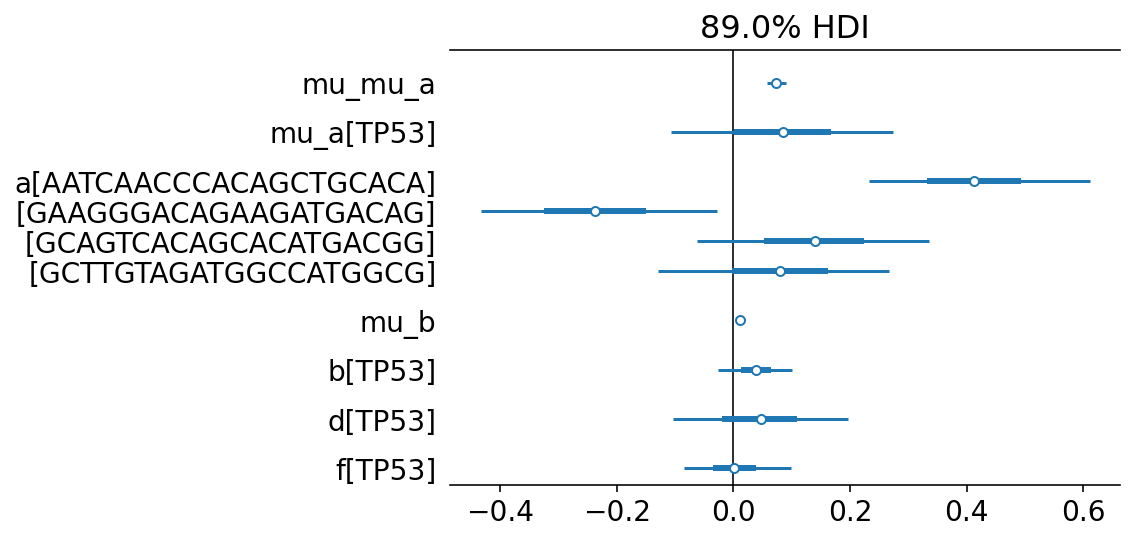 89.0% HDI
mu_mu_a
mu_a[TP53]
a[AATCAACCCACAGCTGCACA]
[GAAGGGACAGAAGATGACAG]
[GCAGTCACAGCACATGACGG]
[GCTTGTAGATGGCCATGGCG]
mu_b
b[TP53]
d[TP53]
f[TP53]
−0.4 −0.2 0.0 0.2 0.4 0.6